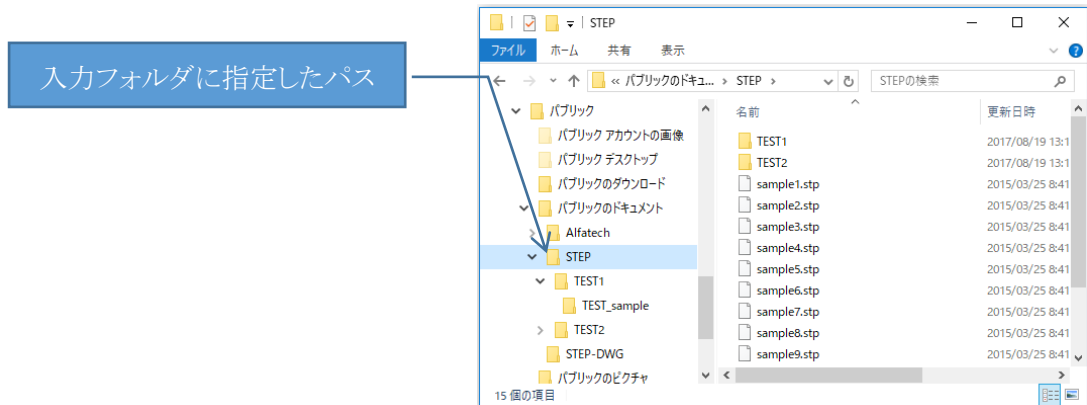 入力フォルダに指定したパス
STEP
ファイル ホーム 共有 表示
« パブリックのドキュ... › STEP ›
STEPの検索
パブリック
パブリック アカウントの画像
パブリック デスクトップ
パブリックのダウンロード
パブリックのドキュメント
Alfatech
STEP
TEST1
TEST_sample
TEST2
STEP-DWG
パブリックのピクチャ
名前 更新日時
TEST1 2017/08/19 13:1
TEST2 2017/08/19 13:1
sample1.stp 2015/03/25 8:41
sample2.stp 2015/03/25 8:41
sample3.stp 2015/03/25 8:41
sample4.stp 2015/03/25 8:41
sample5.stp 2015/03/25 8:41
sample6.stp 2015/03/25 8:41
sample7.stp 2015/03/25 8:41
sample8.stp 2015/03/25 8:41
sample9.stp 2015/03/25 8:41
15 個の項目